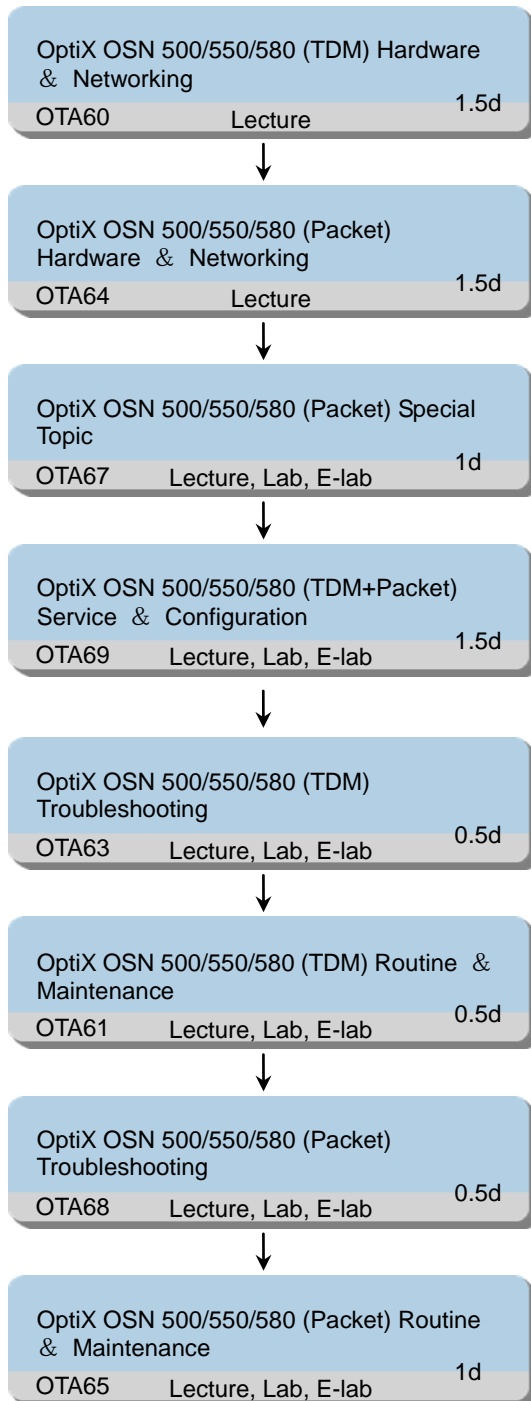 OptiX OSN 500/550/580 (TDM) Hardware
& Networking
1.5d
OTA60 Lecture
OptiX OSN 500/550/580 (Packet)
Hardware & Networking
1.5d
OTA64 Lecture
OptiX OSN 500/550/580 (Packet) Special
Topic
1d
OTA67 Lecture, Lab, E-lab
OptiX OSN 500/550/580 (TDM+Packet)
Service & Configuration
1.5d
OTA69 Lecture, Lab, E-lab
OptiX OSN 500/550/580 (TDM)
Troubleshooting
0.5d
OTA63 Lecture, Lab, E-lab
OptiX OSN 500/550/580 (TDM) Routine &
Maintenance
0.5d
OTA61 Lecture, Lab, E-lab
OptiX OSN 500/550/580 (Packet)
Troubleshooting
0.5d
OTA68 Lecture, Lab, E-lab
OptiX OSN 500/550/580 (Packet) Routine
& Maintenance
1d
OTA65 Lecture, Lab, E-lab